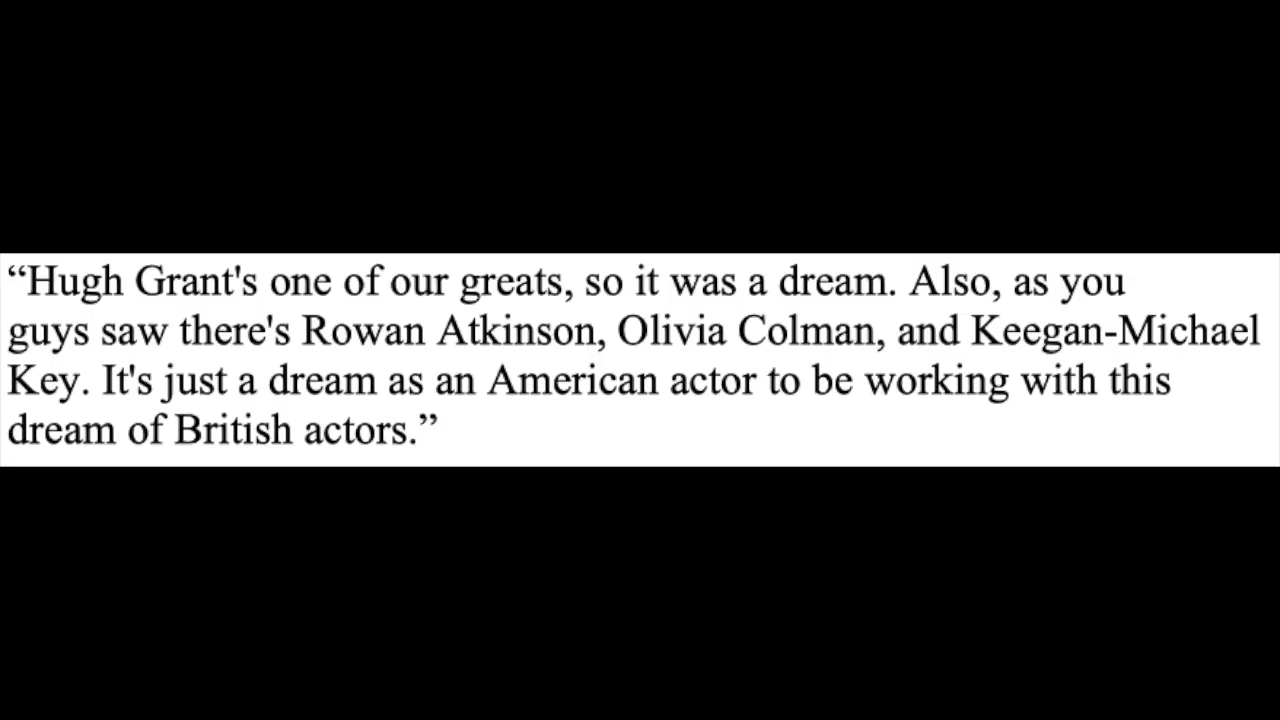 “Hugh Grant's one of our greats, so it was a dream. Also, as you
guys saw there's Rowan Atkinson, Olivia Colman, and Keegan-Michael
Key. It's just a dream as an American actor to be working with this
dream of British actors.”